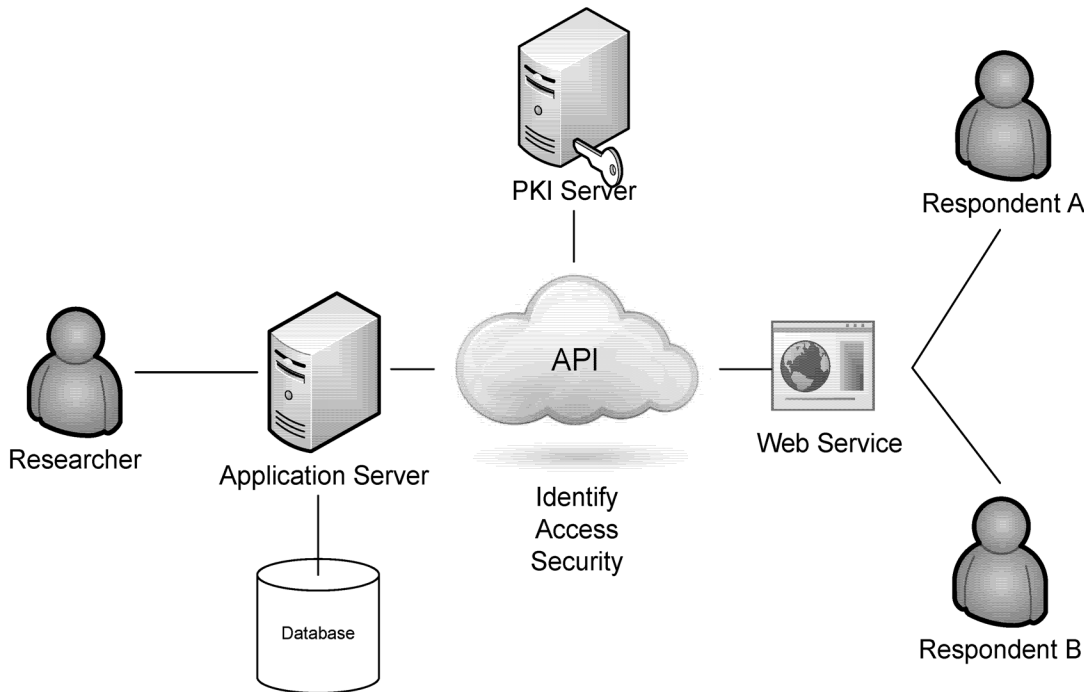 PKI Server
Respondent A
API
Researcher
Application Server
Web Service
Identify
Access
Security
Database
Respondent B